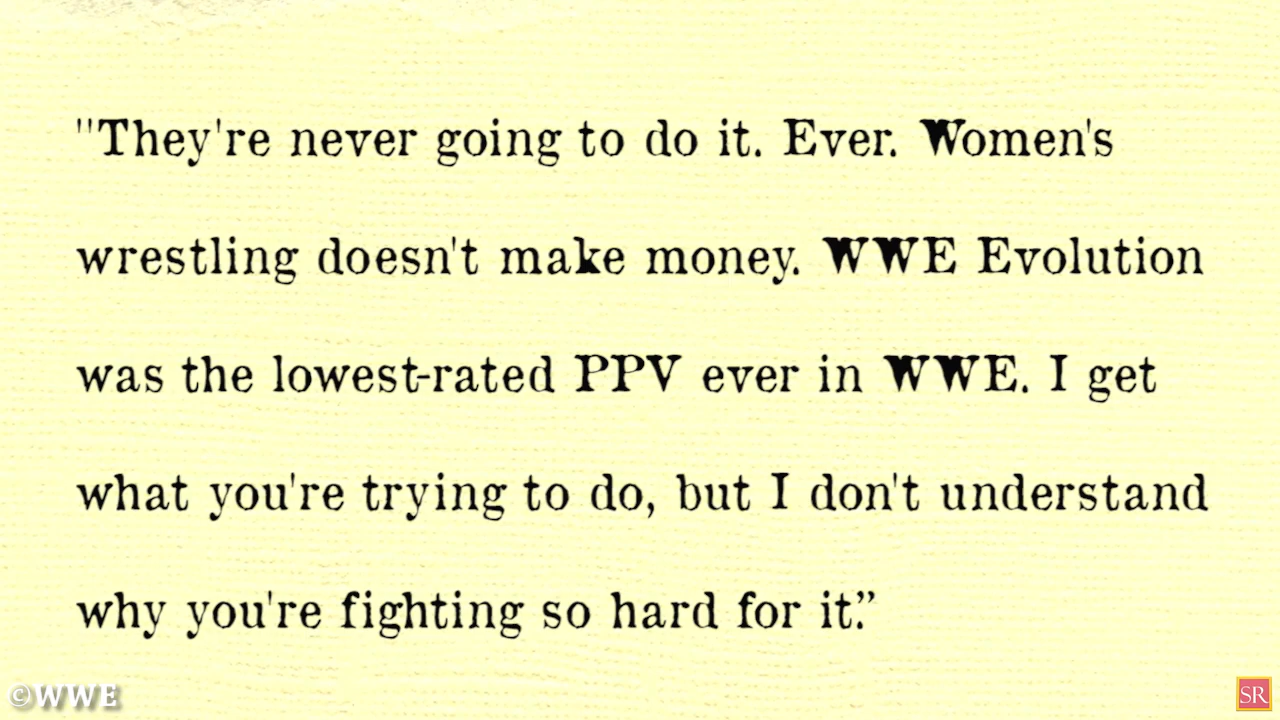 "They're never going to do it. Ever. Women's
wrestling doesn't make money. WWE Evolution
was the lowest-rated PPV ever in WWE. I get
what you're trying to do, but I don't understand
why you're fighting so hard for it.”
©WWE
SR